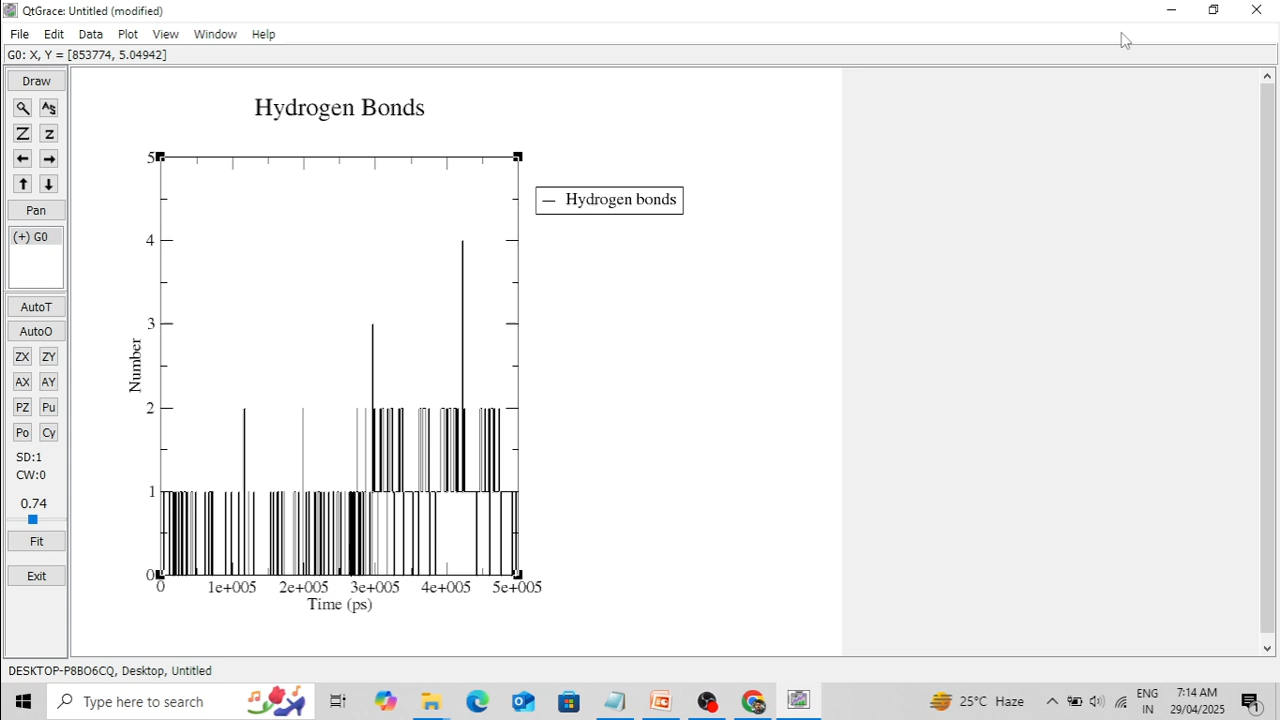 QtGrace: Untitled (modified)
File Edit Data Plot View Window Help
G0: X, Y = [853774, 5.04942]
Draw
AS
Z z
Pan
(+) G0
AutoT
AutoO
ZX ZY
AX AY
PZ Pu
Po Cy
SD:1
CW:0
0.74
Fit
Exit
Hydrogen Bonds
Hydrogen bonds
5
4
3
2
1
0
Number
0 1e+005 2e+005 3e+005 4e+005 5e+005
Time (ps)
DESKTOP-P8BO6CQ, Desktop, Untitled
Type here to search
25°C Haze
ENG
IN
7:14 AM
29/04/2025
1